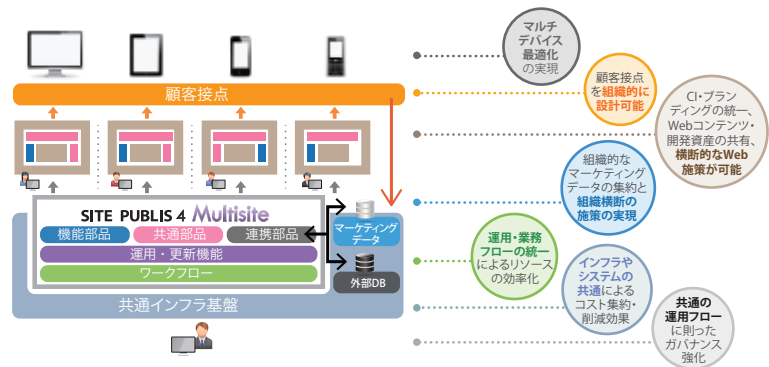 顧客接点
SITE PUBLIS 4 Multisite
機能部品
共通部品
連携部品
運用・更新機能
ワークフロー
マーケティング
データ
外部DB
共通インフラ基盤
マルチ
デバイス
最適化
の実現
顧客接点
を組織的に
設計可能
CI・ブラン
ディングの統一、
Webコンテンツ・
開発資産の共有、
横断的なWeb
施策が可能
組織的な
マーケティング
データの集約と
組織横断の
施策の実現
運用・業務
フローの統一
によるリソース
の効率化
インフラや
システムの
共通による
コスト集約・
削減効果
共通の
運用フロー
に則った
ガバナンス
強化